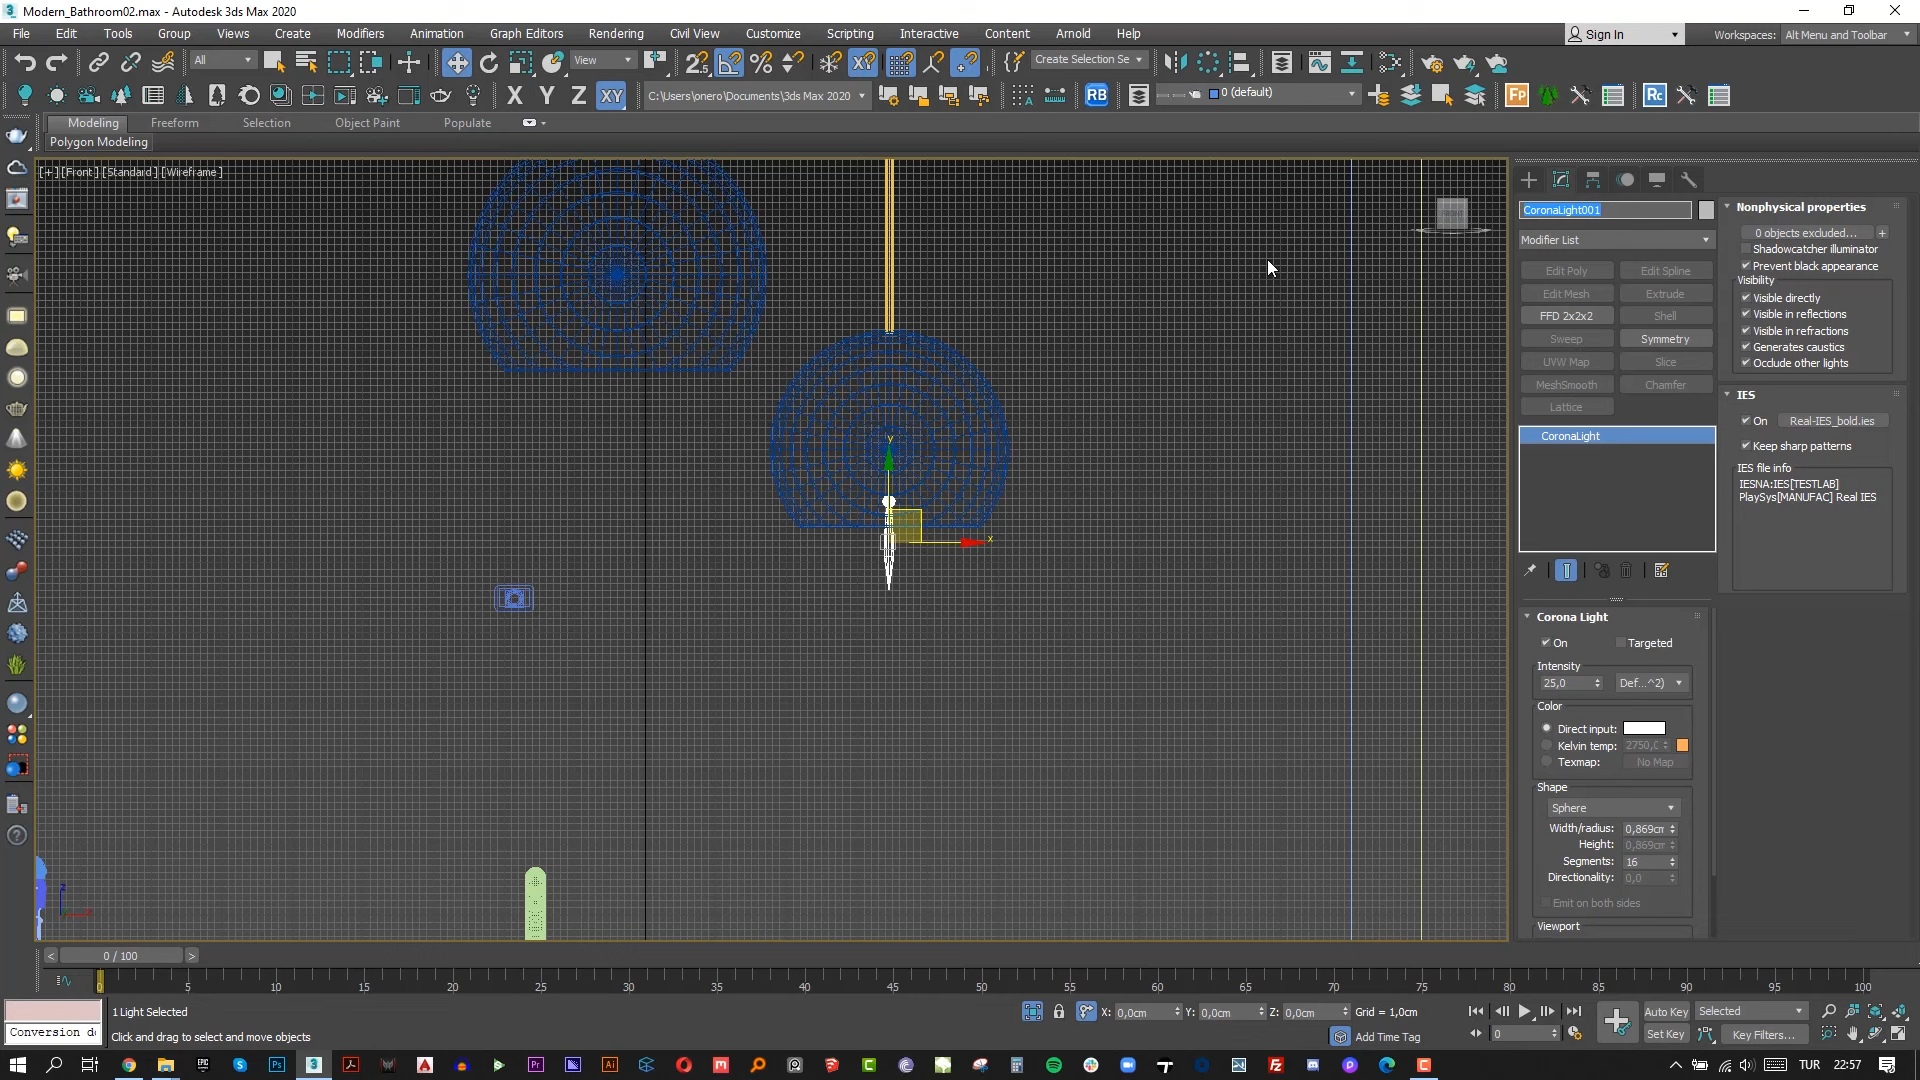 Modern_Bathroom02.max - Autodesk 3ds Max 2020
File Edit Tools Group Views Create Modifiers Animation Graph Editors Rendering Civil View Customize Scripting Interactive Content Arnold Help
Sign In
Workspaces: Alt Menu and Toolbar
All
View
Create Selection Se
X Y Z XY
C:\Users\onero\Documents\3ds Max 2020
RB
0 (default)
Fp
Rc
Modeling Freeform Selection Object Paint Populate
Polygon Modeling
[+] [Front] [Standard] [Wireframe]
y
x
CoronaLight001
Modifier List
Edit Poly Edit Spline
Edit Mesh Extrude
FFD 2x2x2 Shell
Sweep Symmetry
UVW Map Slice
MeshSmooth Chamfer
Lattice
CoronaLight
Corona Light
On Targeted
Intensity
25,0 Def...^2)
Color
Direct input:
Kelvin temp: 2750,0
Texmap: No Map
Shape
Sphere
Width/radius: 0,869cm
Height: 0,869cm
Segments: 16
Directionality: 0,0
Emit on both sides
Viewport
Nonphysical properties
0 objects excluded... +
Shadowcatcher illuminator
Prevent black appearance
Visibility
Visible directly
Visible in reflections
Visible in refractions
Generates caustics
Occlude other lights
IES
On Real-IES_bold.ies
Keep sharp patterns
IES file info
IESNA:IES[TESTLAB]
PlaySys[MANUFAC] Real IES
0 / 100
0 5 10 15 20 25 30 35 40 45 50 55 60 65 70 75 80 85 90 95 100
1 Light Selected
Click and drag to select and move objects
X: 0,0cm Y: 0,0cm Z: 0,0cm Grid = 1,0cm
Add Time Tag
Auto Key Selected
Set Key Key Filters...
0
TUR 22:57